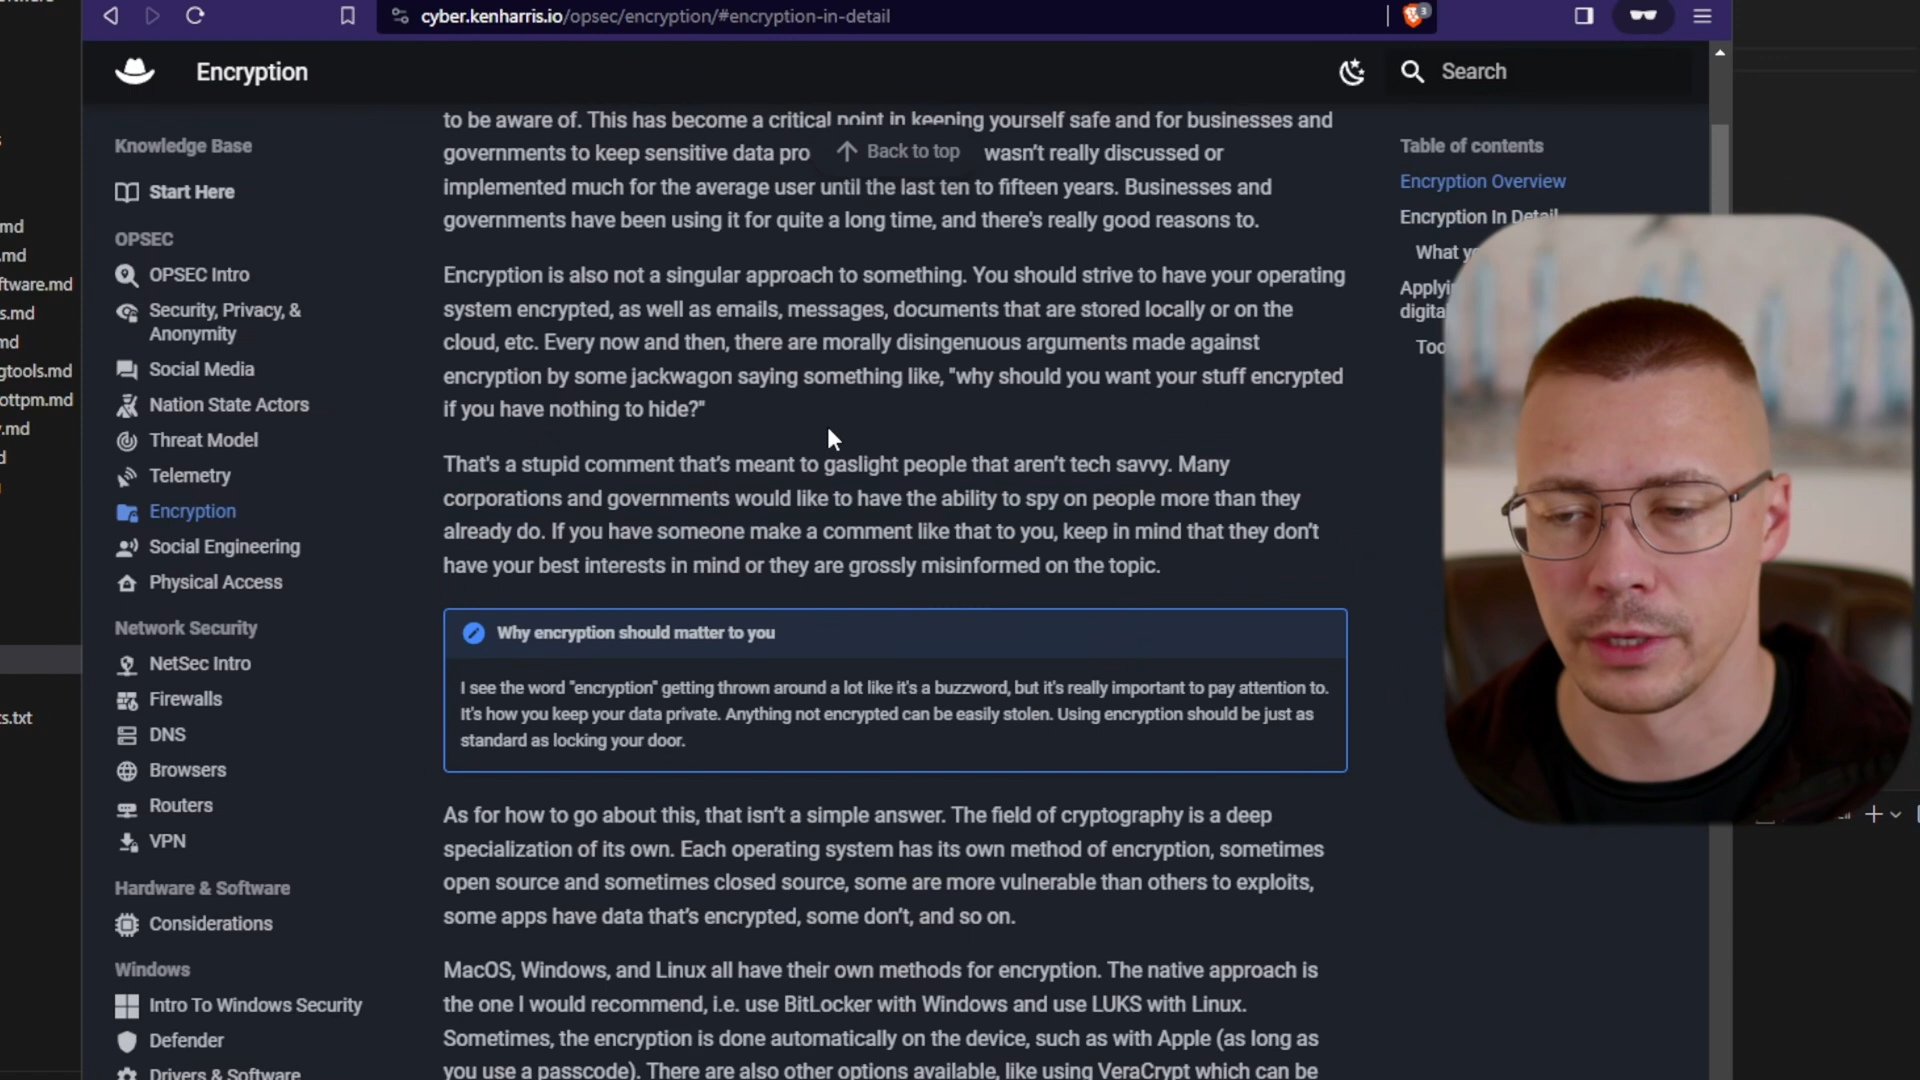 cyber.kenharris.io/opsec/encryption/#encryption-in-detail
3
Encryption
Search
md
.md
ftware.md
s.md
md
gtools.md
ottpm.md
.md
d
ts.txt
Knowledge Base
Start Here
OPSEC
OPSEC Intro
Security, Privacy, &
Anonymity
Social Media
Nation State Actors
Threat Model
Telemetry
Encryption
Social Engineering
Physical Access
Network Security
NetSec Intro
Firewalls
DNS
Browsers
Routers
VPN
Hardware & Software
Considerations
Windows
Intro To Windows Security
Defender
Drivers & Software
to be aware of. This has become a critical point in keeping yourself safe and for businesses and
governments to keep sensitive data pro
Back to top
wasn't really discussed or
implemented much for the average user until the last ten to fifteen years. Businesses and
governments have been using it for quite a long time, and there's really good reasons to.
Encryption is also not a singular approach to something. You should strive to have your operating
system encrypted, as well as emails, messages, documents that are stored locally or on the
cloud, etc. Every now and then, there are morally disingenuous arguments made against
encryption by some jackwagon saying something like, "why should you want your stuff encrypted
if you have nothing to hide?"
That's a stupid comment that's meant to gaslight people that aren't tech savvy. Many
corporations and governments would like to have the ability to spy on people more than they
already do. If you have someone make a comment like that to you, keep in mind that they don't
have your best interests in mind or they are grossly misinformed on the topic.
Why encryption should matter to you
I see the word "encryption" getting thrown around a lot like it's a buzzword, but it's really important to pay attention to.
It's how you keep your data private. Anything not encrypted can be easily stolen. Using encryption should be just as
standard as locking your door.
As for how to go about this, that isn't a simple answer. The field of cryptography is a deep
specialization of its own. Each operating system has its own method of encryption, sometimes
open source and sometimes closed source, some are more vulnerable than others to exploits,
some apps have data that's encrypted, some don't, and so on.
MacOS, Windows, and Linux all have their own methods for encryption. The native approach is
the one I would recommend, i.e. use BitLocker with Windows and use LUKS with Linux.
Sometimes, the encryption is done automatically on the device, such as with Apple (as long as
you use a passcode). There are also other options available, like using VeraCrypt which can be
Table of contents
Encryption Overview
Encryption In Detail
What y
Applyi
digita
Too